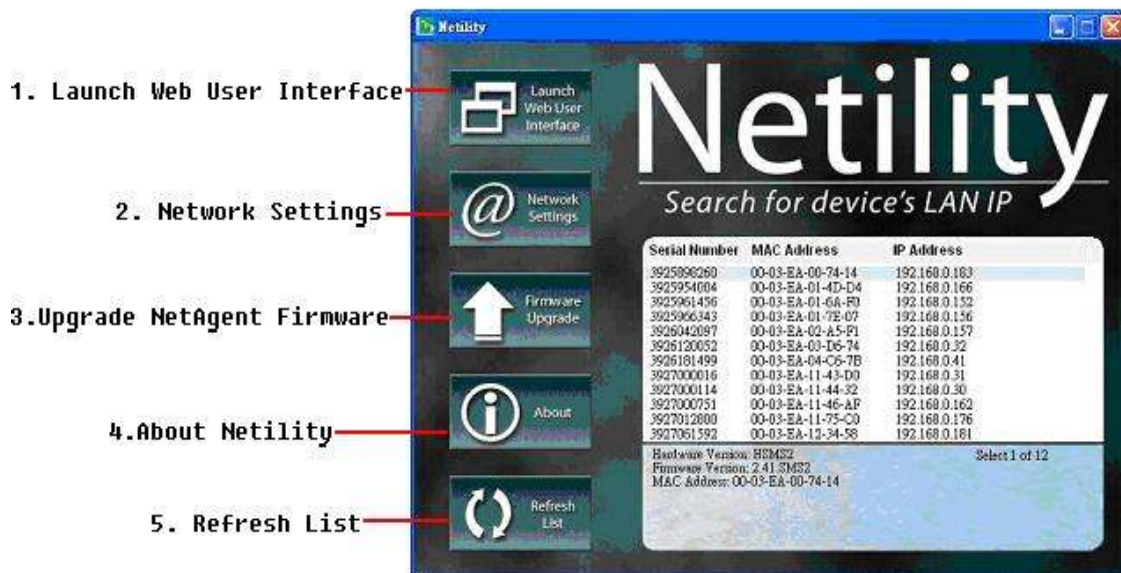 Netility
1. Launch Web User Interface
2. Network Settings
3.Upgrade NetAgent Firmware
4.About Netility
5. Refresh List
Launch
Web User
Interface
Network
Settings
Firmware
Upgrade
About
Refresh
List
Netility
Search for device's LAN IP
Serial Number MAC Address IP Address
3925898260 00-03-EA-00-74-14 192.168.0.183
3925954004 00-03-EA-01-4D-D4 192.168.0.166
3925961456 00-03-EA-01-6A-F0 192.168.0.152
3925966343 00-03-EA-01-7E-07 192.168.0.156
3926042097 00-03-EA-02-A5-F1 192.168.0.157
3926120052 00-03-EA-03-D6-74 192.168.0.32
3926181499 00-03-EA-04-C6-7B 192.168.0.41
3927000016 00-03-EA-11-43-D0 192.168.0.31
3927000114 00-03-EA-11-44-32 192.168.0.30
3927000751 00-03-EA-11-46-AF 192.168.0.162
3927012800 00-03-EA-11-75-C0 192.168.0.176
3927061592 00-03-EA-12-34-58 192.168.0.181
Hardware Version: HSMS2 Select 1 of 12
Firmware Version: 2.41.SMS2
MAC Address: 00-03-EA-00-74-14